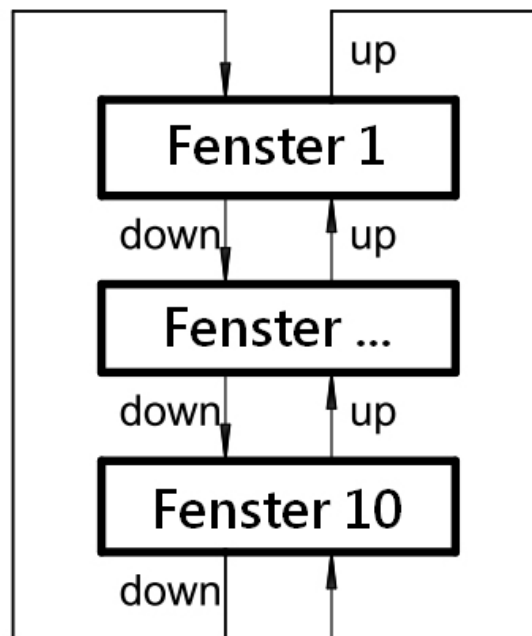 up
Fenster 1
down up
Fenster ...
down up
Fenster 10
down